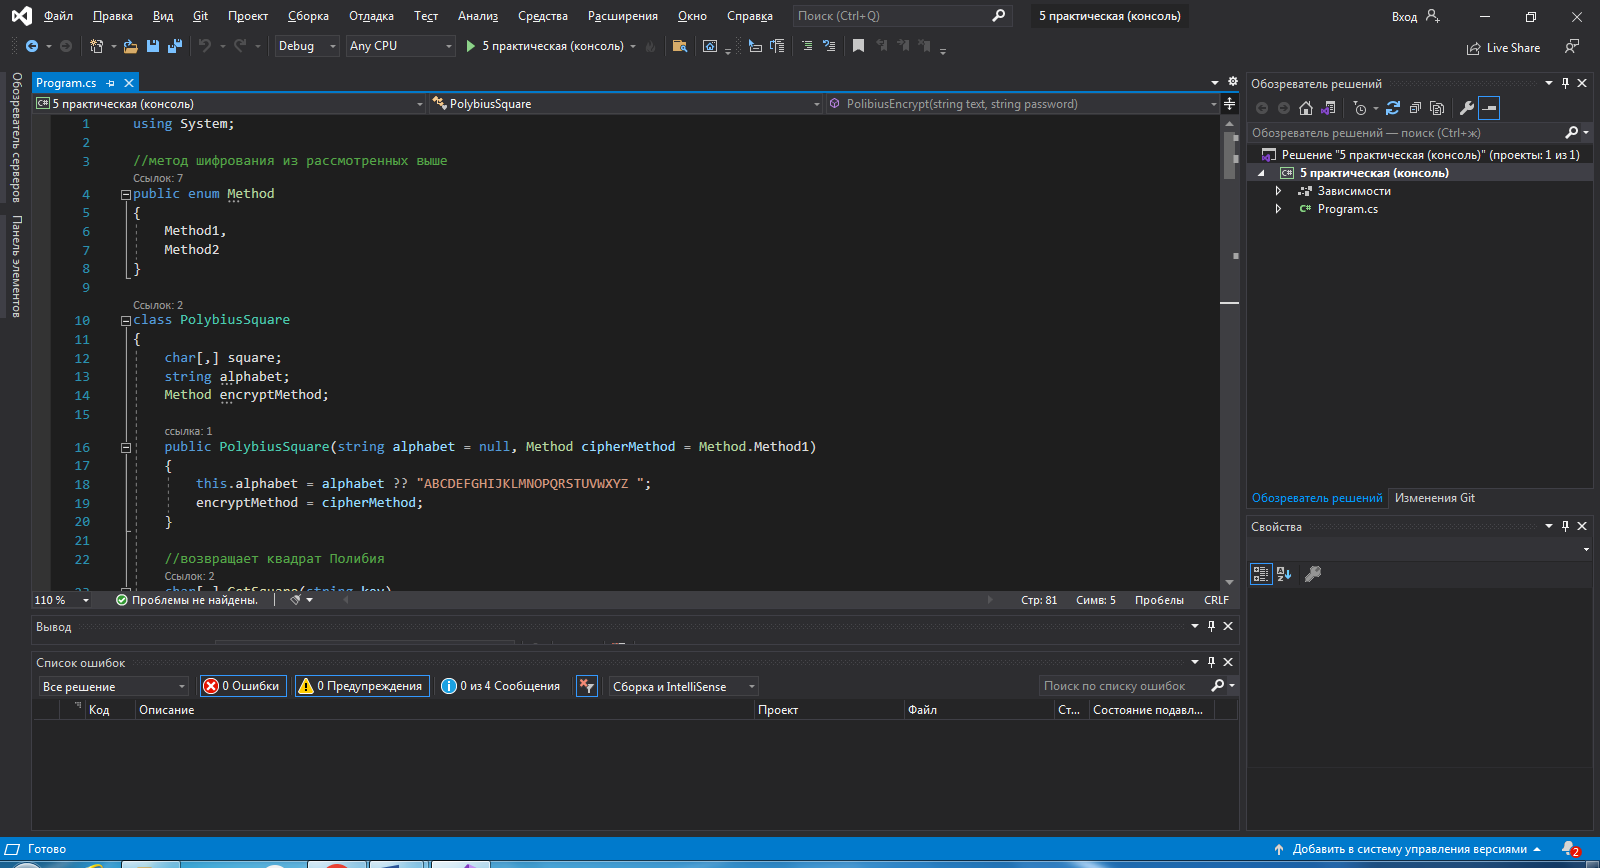 Файл Правка Вид Git Проект Сборка Отладка Тест Анализ Средства Расширения Окно Справка Поиск (Ctrl+Q) 5 практическая (консоль) Вход
Debug Any CPU 5 практическая (консоль) Live Share
Обозреватель серверов
Панель элементов
Program.cs
5 практическая (консоль) PolybiusSquare PolibiusEncrypt(string text, string password)
1 using System;
2
3 //метод шифрования из рассмотренных выше
Ссылок: 7
4 public enum Method
5 {
6 Method1,
7 Method2
8 }
9
Ссылок: 2
10 class PolybiusSquare
11 {
12 char[,] square;
13 string alphabet;
14 Method encryptMethod;
15
ссылка: 1
16 public PolybiusSquare(string alphabet = null, Method cipherMethod = Method.Method1)
17 {
18 this.alphabet = alphabet ?? "ABCDEFGHIJKLMNOPQRSTUVWXYZ ";
19 encryptMethod = cipherMethod;
20 }
21
22 //возвращает квадрат Полибия
Ссылок: 2
23 char[,] GetSquare(string key)
110 % Проблемы не найдены. Стр: 81 Симв: 5 Пробелы CRLF
Вывод
Список ошибок
Все решение 0 Ошибки 0 Предупреждения 0 из 4 Сообщения Сборка и IntelliSense Поиск по списку ошибок
Код Описание Проект Файл Ст... Состояние подавл...
Обозреватель решений
Обозреватель решений — поиск (Ctrl+ж)
Решение "5 практическая (консоль)" (проекты: 1 из 1)
5 практическая (консоль)
Зависимости
Program.cs
Обозреватель решений Изменения Git
Свойства
Готово Добавить в систему управления версиями 2